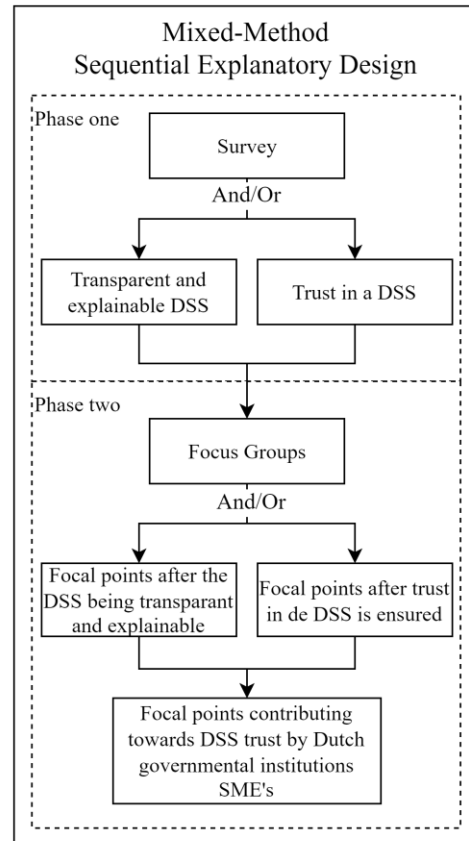 Mixed-Method
Sequential Explanatory Design
Phase one
Survey
And/Or
Transparent and
explainable DSS
Trust in a DSS
Phase two
Focus Groups
And/Or
Focal points after the
DSS being transparant
and explainable
Focal points after trust
in de DSS is ensured
Focal points contributing
towards DSS trust by Dutch
governmental institutions
SME's